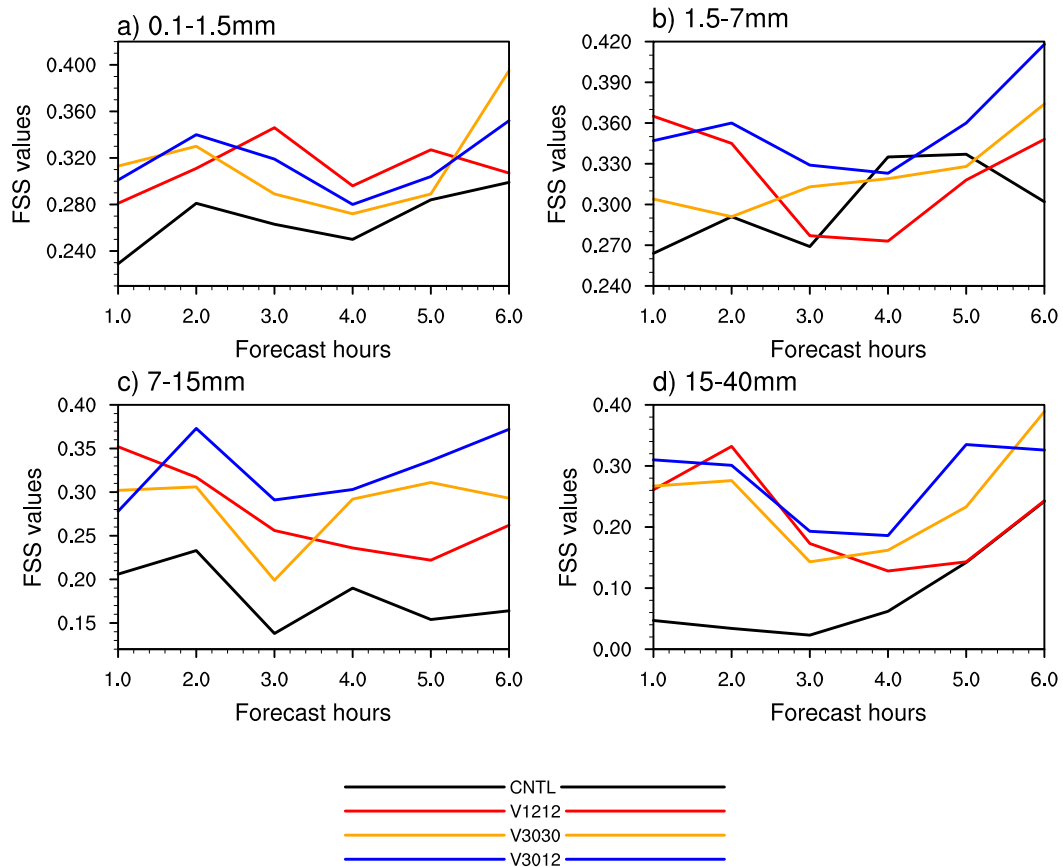 a) 0.1-1.5mm
0.400
0.360
0.320
0.280
0.240
FSS values
1.0 2.0 3.0 4.0 5.0 6.0
Forecast hours
b) 1.5-7mm
0.420
0.390
0.360
0.330
0.300
0.270
0.240
FSS values
1.0 2.0 3.0 4.0 5.0 6.0
Forecast hours
c) 7-15mm
0.40
0.35
0.30
0.25
0.20
0.15
FSS values
1.0 2.0 3.0 4.0 5.0 6.0
Forecast hours
d) 15-40mm
0.40
0.30
0.20
0.10
0.00
FSS values
1.0 2.0 3.0 4.0 5.0 6.0
Forecast hours
CNTL
V1212
V3030
V3012